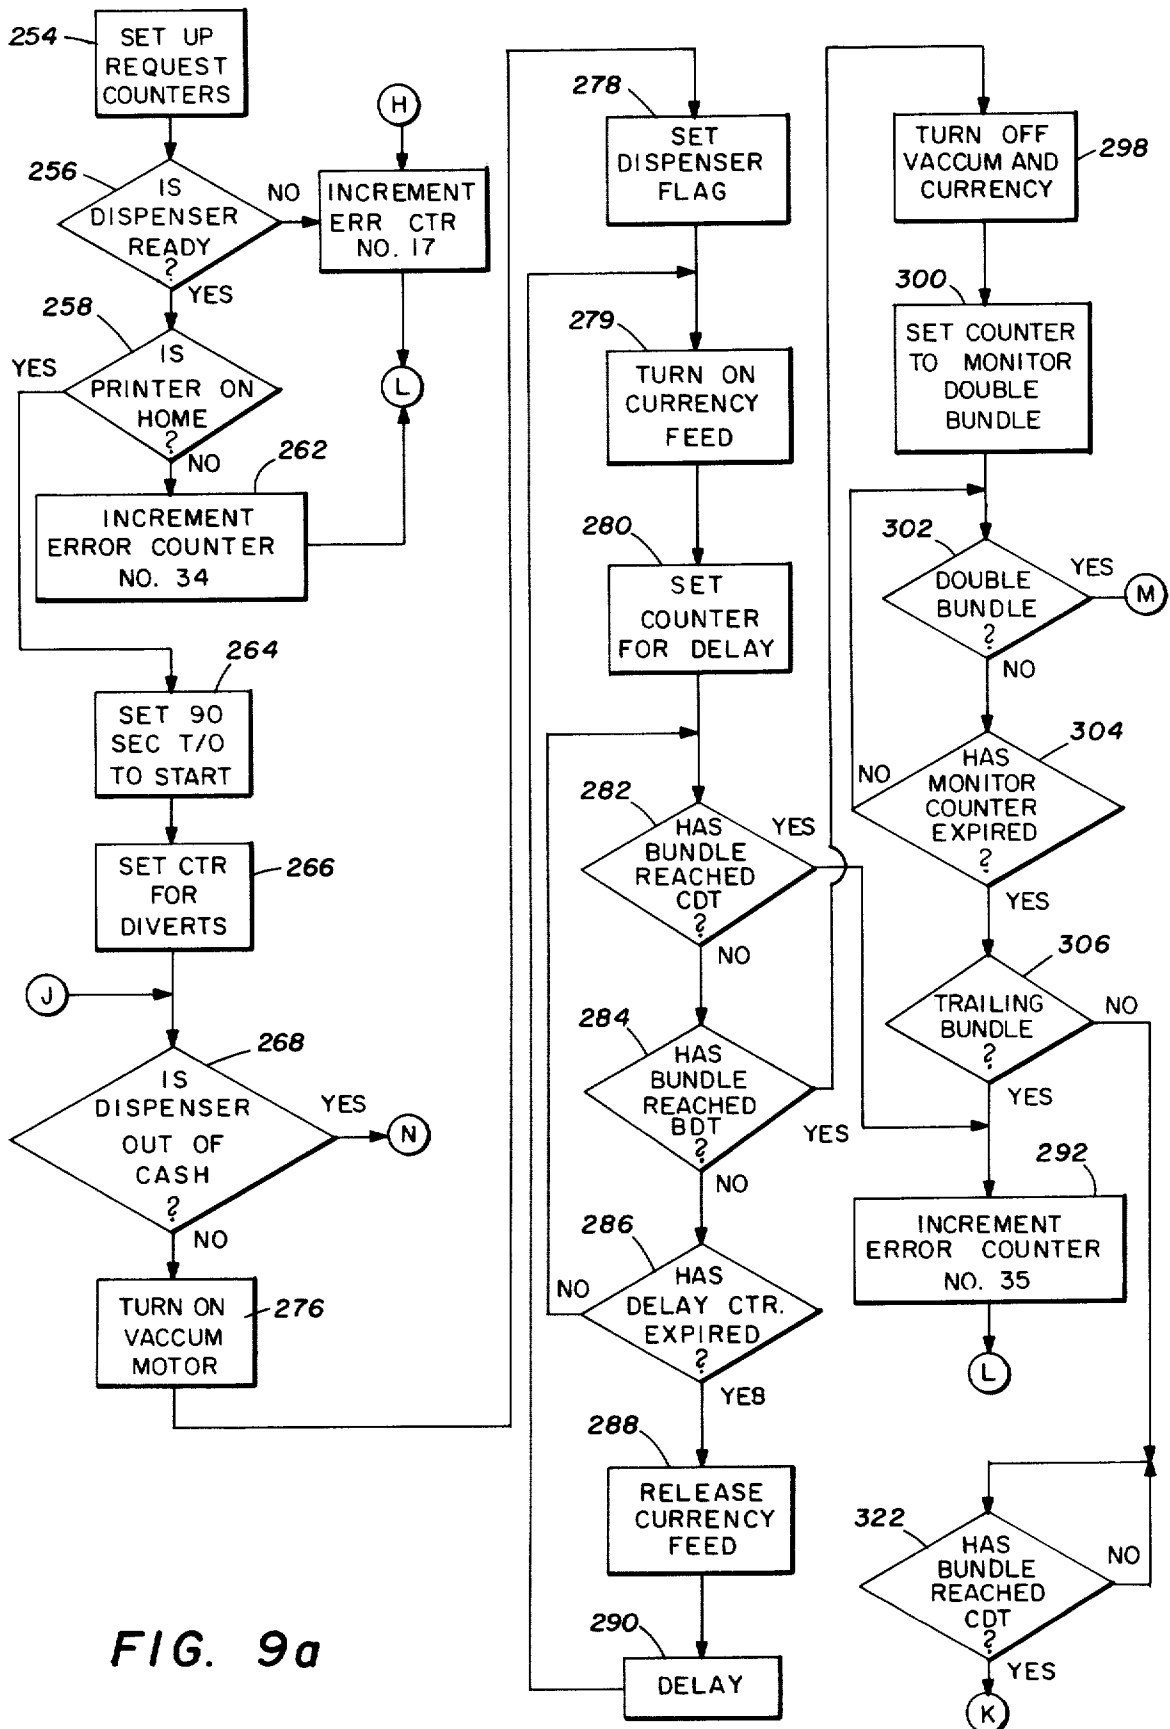 254
SET UP
REQUEST
COUNTERS
256
IS
DISPENSER
READY
?
NO
YES
H
INCREMENT
ERR CTR
NO. 17
L
258
YES
IS
PRINTER ON
HOME
?
NO
262
INCREMENT
ERROR COUNTER
NO. 34
264
SET 90
SEC T/O
TO START
SET CTR
FOR
DIVERTS
266
J
268
IS
DISPENSER
OUT OF
CASH
?
YES
N
NO
TURN ON
VACCUM
MOTOR
276
278
SET
DISPENSER
FLAG
279
TURN ON
CURRENCY
FEED
280
SET
COUNTER
FOR DELAY
282
HAS
BUNDLE
REACHED
CDT
?
YES
NO
284
HAS
BUNDLE
REACHED
BDT
?
YES
NO
286
NO
HAS
DELAY CTR.
EXPIRED
?
YEB
288
RELEASE
CURRENCY
FEED
290
DELAY
TURN OFF
VACCUM AND
CURRENCY
298
300
SET COUNTER
TO MONITOR
DOUBLE
BUNDLE
302
DOUBLE
BUNDLE
?
YES
M
NO
304
NO
HAS
MONITOR
COUNTER
EXPIRED
?
YES
306
TRAILING
BUNDLE
?
NO
YES
292
INCREMENT
ERROR COUNTER
NO. 35
L
322
HAS
BUNDLE
REACHED
CDT
?
NO
YES
K
FIG. 9a